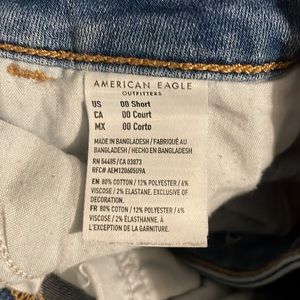 AMERICAN EAGLE
OUTFITTERS
US 00 Short
CA 00 Court
MX 00 Corto
MADE IN BANGLADESH / FABRIQUÉ AU
BANGLADESH / HECHO EN BANGLADESH
RN 54485/CA 03873
RFC# AEM12060SU9A
EN 80% COTTON / 12% POLYESTER / 6%
VISCOSE / 2% ELASTANE. EXCLUSIVE OF
DECORATION.
FR 80% COTON / 12% POLYESTER / 6%
VISCOSE / 2% ÉLASTHANNE. À
L'EXCEPTION DE LA GARNITURE.